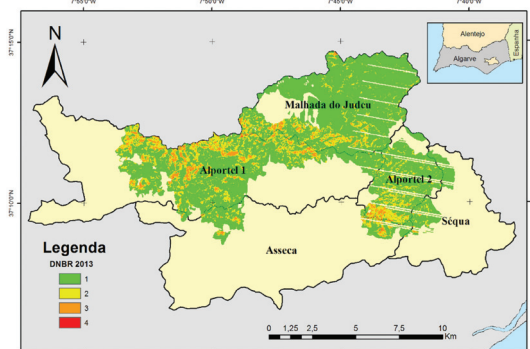 7°55'0"W
7°50'0"W
7°45'0"W
7°40'0"W
37°15'0"N
37°10'0"N
N
Alentejo
Algarve
Espanha
Malhada do Judeu
Alportel 1
Alportel 2
Séqua
Asseca
Legenda
DNBR 2013
1
2
3
4
0 1,25 2,5 5 7,5 10
Km